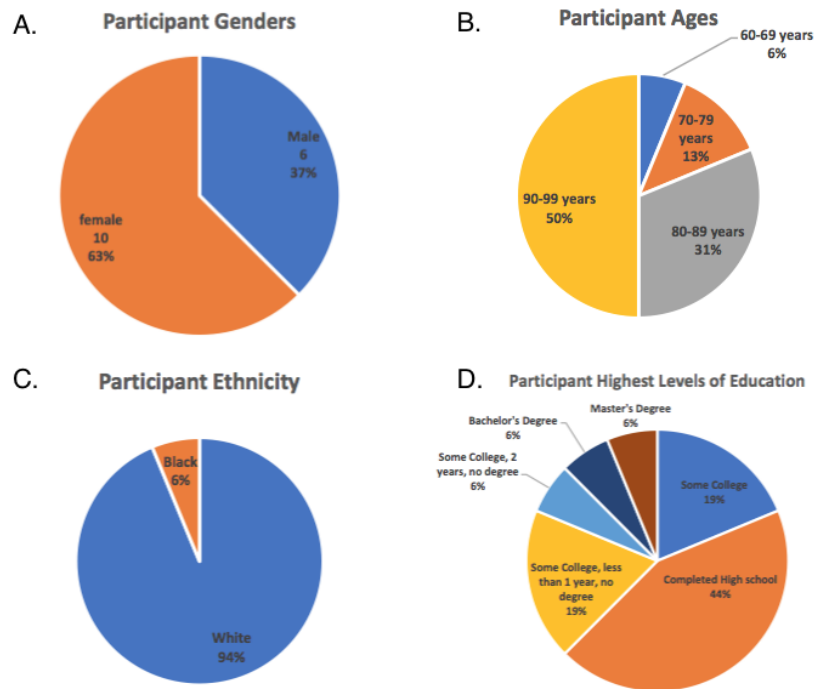 A.
Participant Genders
Male
6
37%
female
10
63%
B.
Participant Ages
60-69 years
6%
70-79
years
13%
80-89 years
31%
90-99 years
50%
C.
Participant Ethnicity
Black
6%
White
94%
D.
Participant Highest Levels of Education
Master's Degree
6%
Bachelor's Degree
6%
Some College, 2
years, no degree
6%
Some College
19%
Some College, less
than 1 year, no
degree
19%
Completed High school
44%